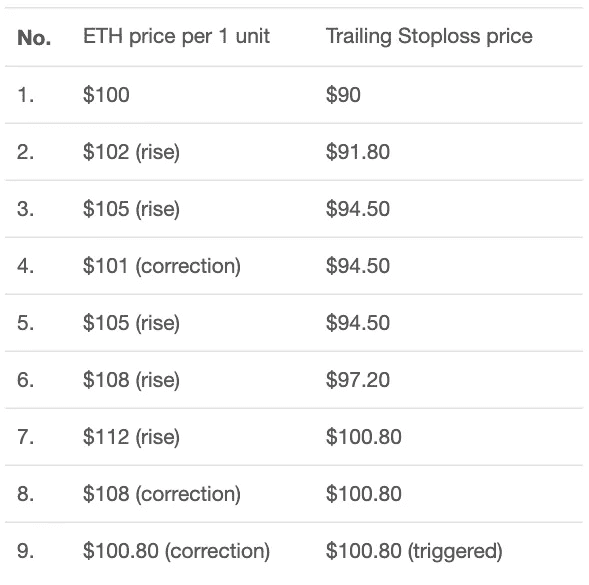 No. ETH price per 1 unit Trailing Stoploss price
1. $100 $90
2. $102 (rise) $91.80
3. $105 (rise) $94.50
4. $101 (correction) $94.50
5. $105 (rise) $94.50
6. $108 (rise) $97.20
7. $112 (rise) $100.80
8. $108 (correction) $100.80
9. $100.80 (correction) $100.80 (triggered)